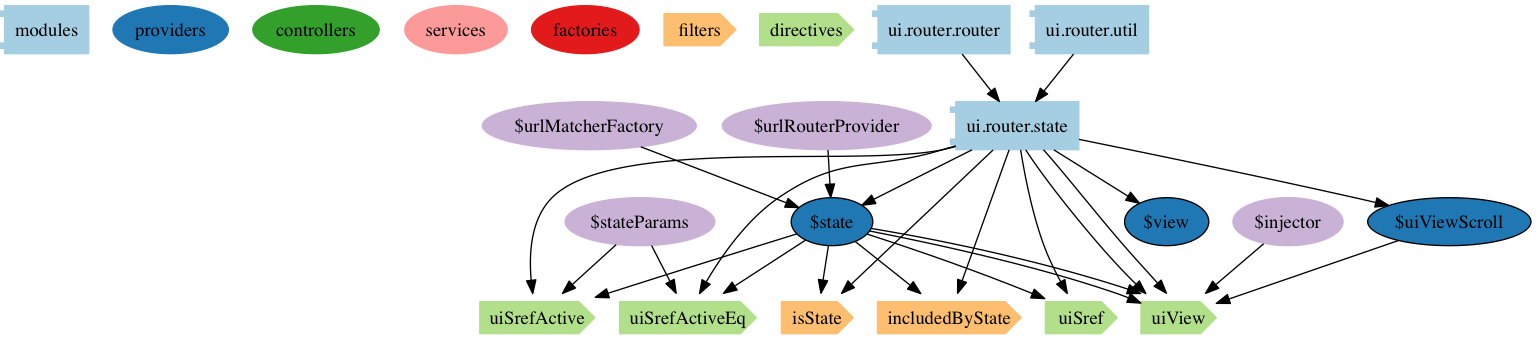 modules
providers
controllers
services
factories
filters
directives
ui.router.router
ui.router.util
$urlMatcherFactory
$urlRouterProvider
ui.router.state
$stateParams
$state
$view
$injector
$uiViewScroll
uiSrefActive
uiSrefActiveEq
isState
includedByState
uiSref
uiView